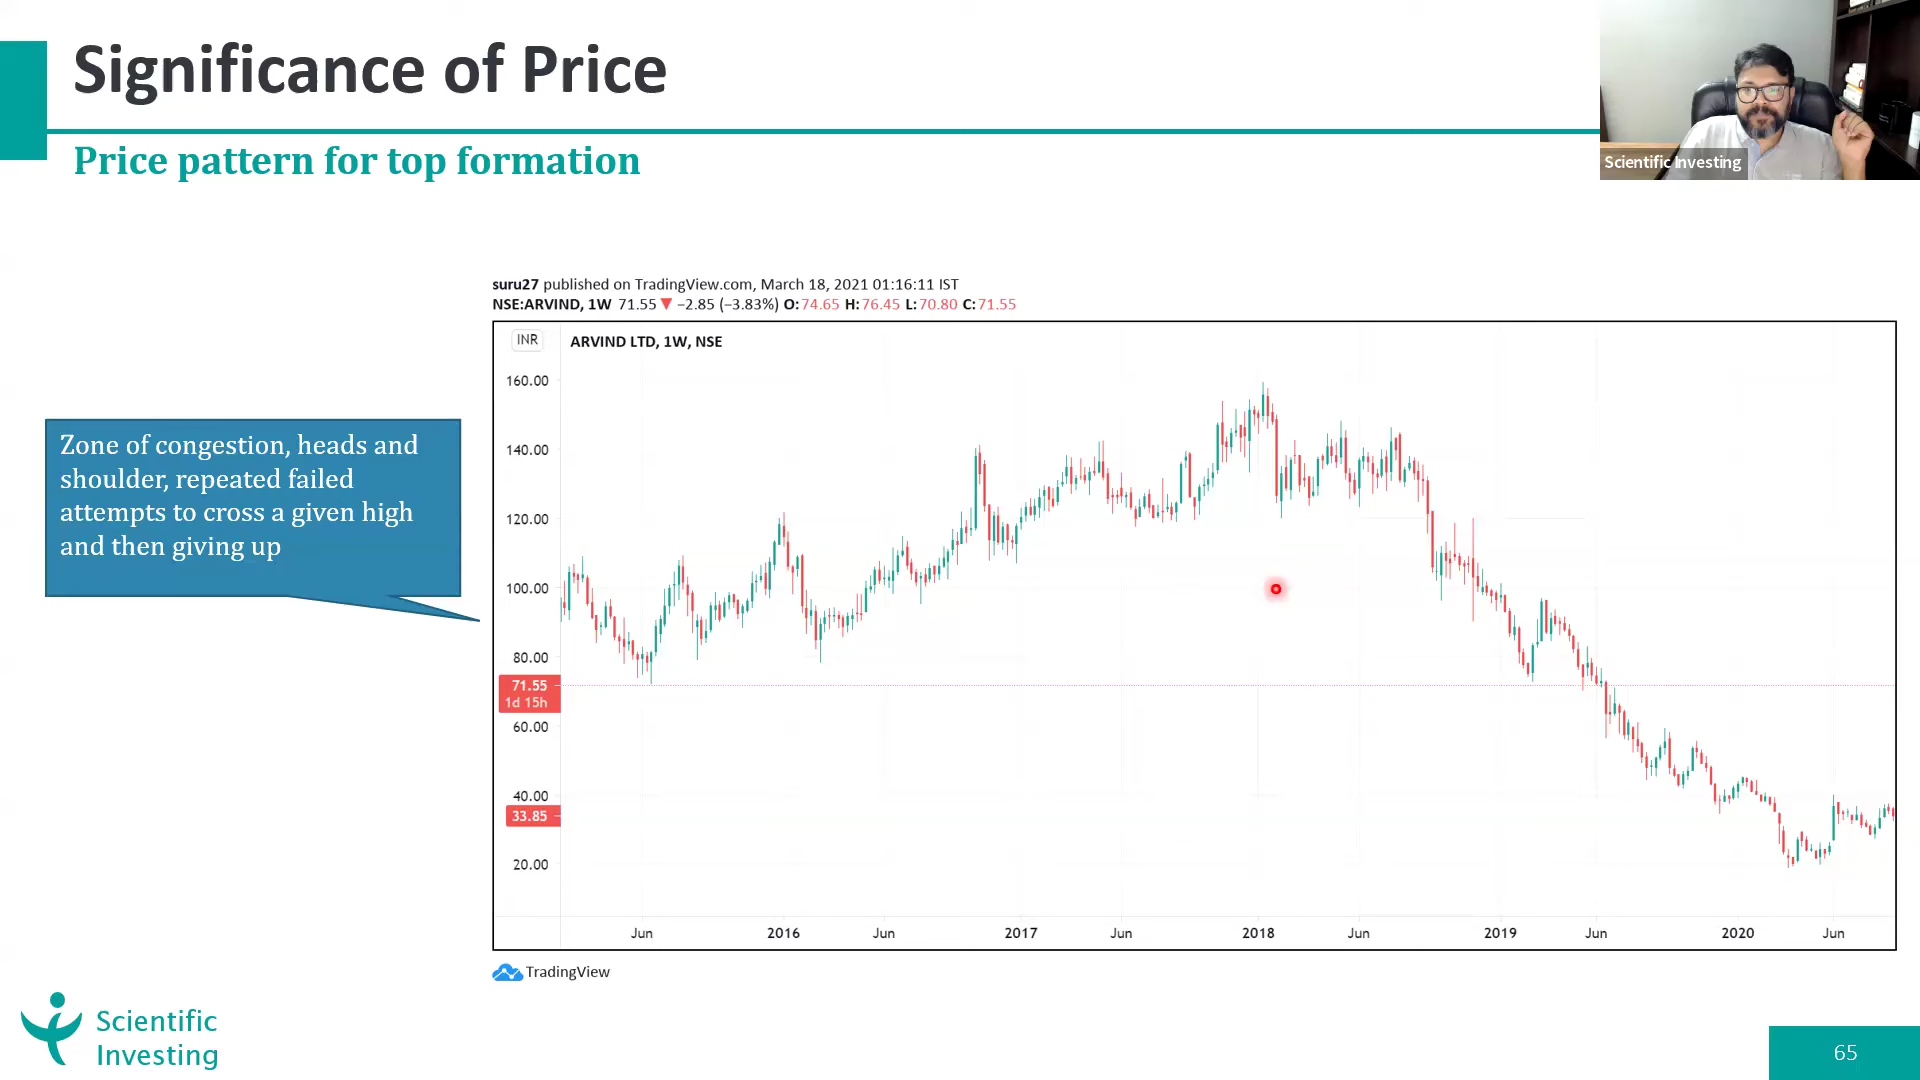 Significance of Price
Price pattern for top formation
Scientific Investing
suru27 published on TradingView.com, March 18, 2021 01:16:11 IST
NSE:ARVIND, 1W 71.55 ▼ −2.85 (−3.83%) O:74.65 H:76.45 L:70.80 C:71.55
INR
ARVIND LTD, 1W, NSE
160.00
140.00
120.00
100.00
80.00
71.55
1d 15h
60.00
40.00
33.85
20.00
Jun 2016 Jun 2017 Jun 2018 Jun 2019 Jun 2020 Jun
Zone of congestion, heads and
shoulder, repeated failed
attempts to cross a given high
and then giving up
TradingView
Scientific
Investing
65